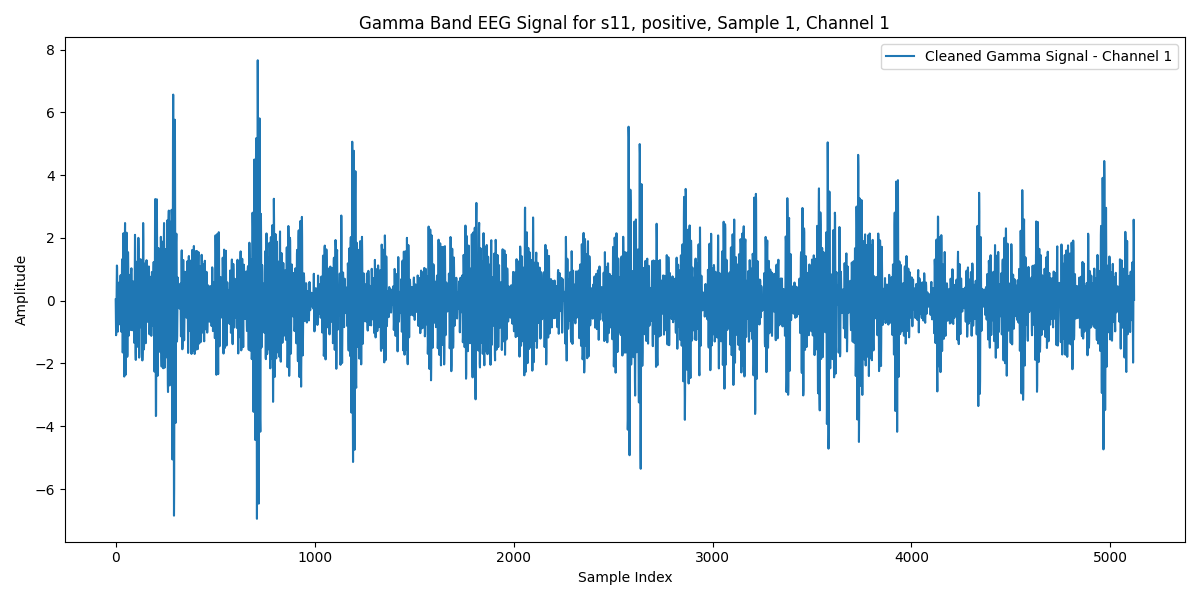 Gamma Band EEG Signal for s11, positive, Sample 1, Channel 1
Cleaned Gamma Signal - Channel 1
Amplitude
8
6
4
2
0
−2
−4
−6
0 1000 2000 3000 4000 5000
Sample Index